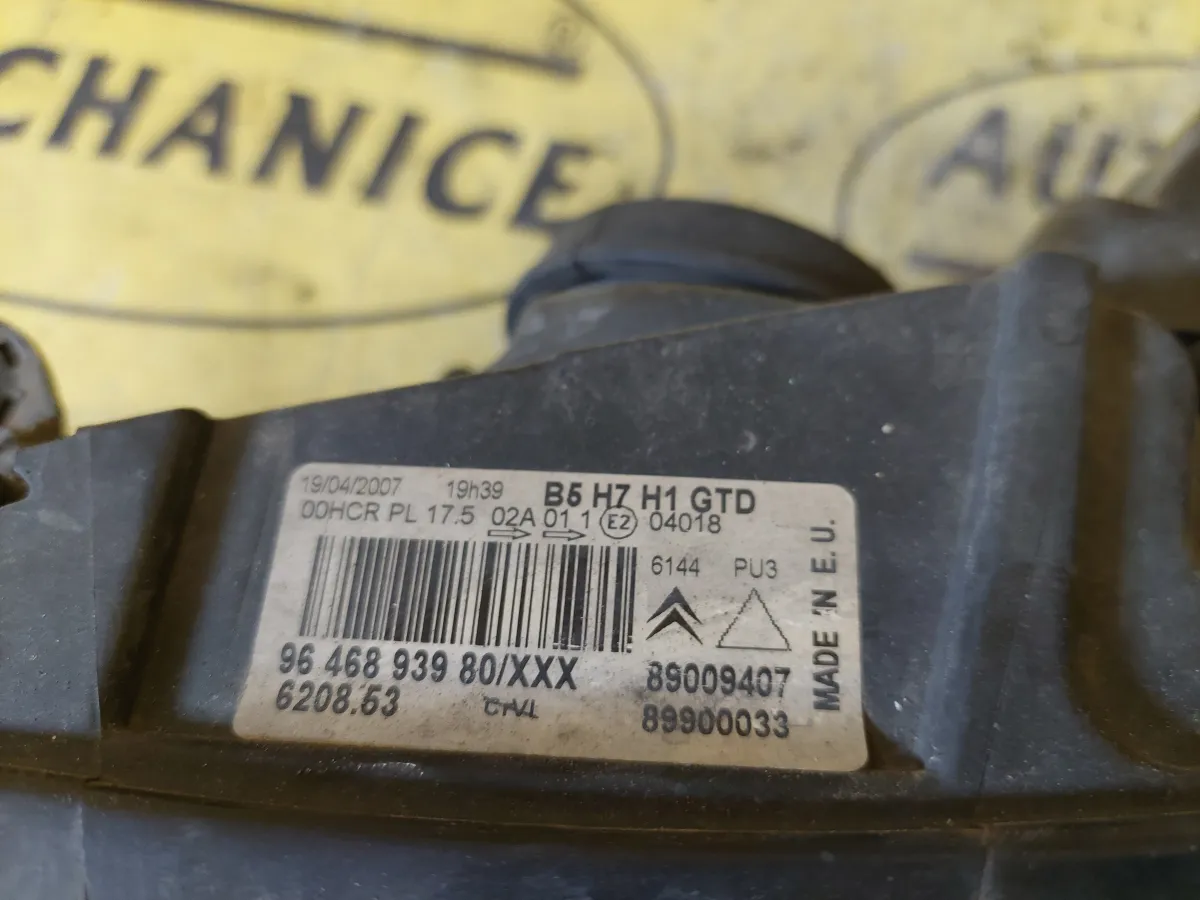 CHANICE
®
AU
19/04/2007 19h39 B5 H7 H1 GTD
00HCR PL 17.5 02A 01 1 E2 04018
6144 PU3
96 468 939 80/XXX 89009407
6208.53 89900033
MADE IN E.U.